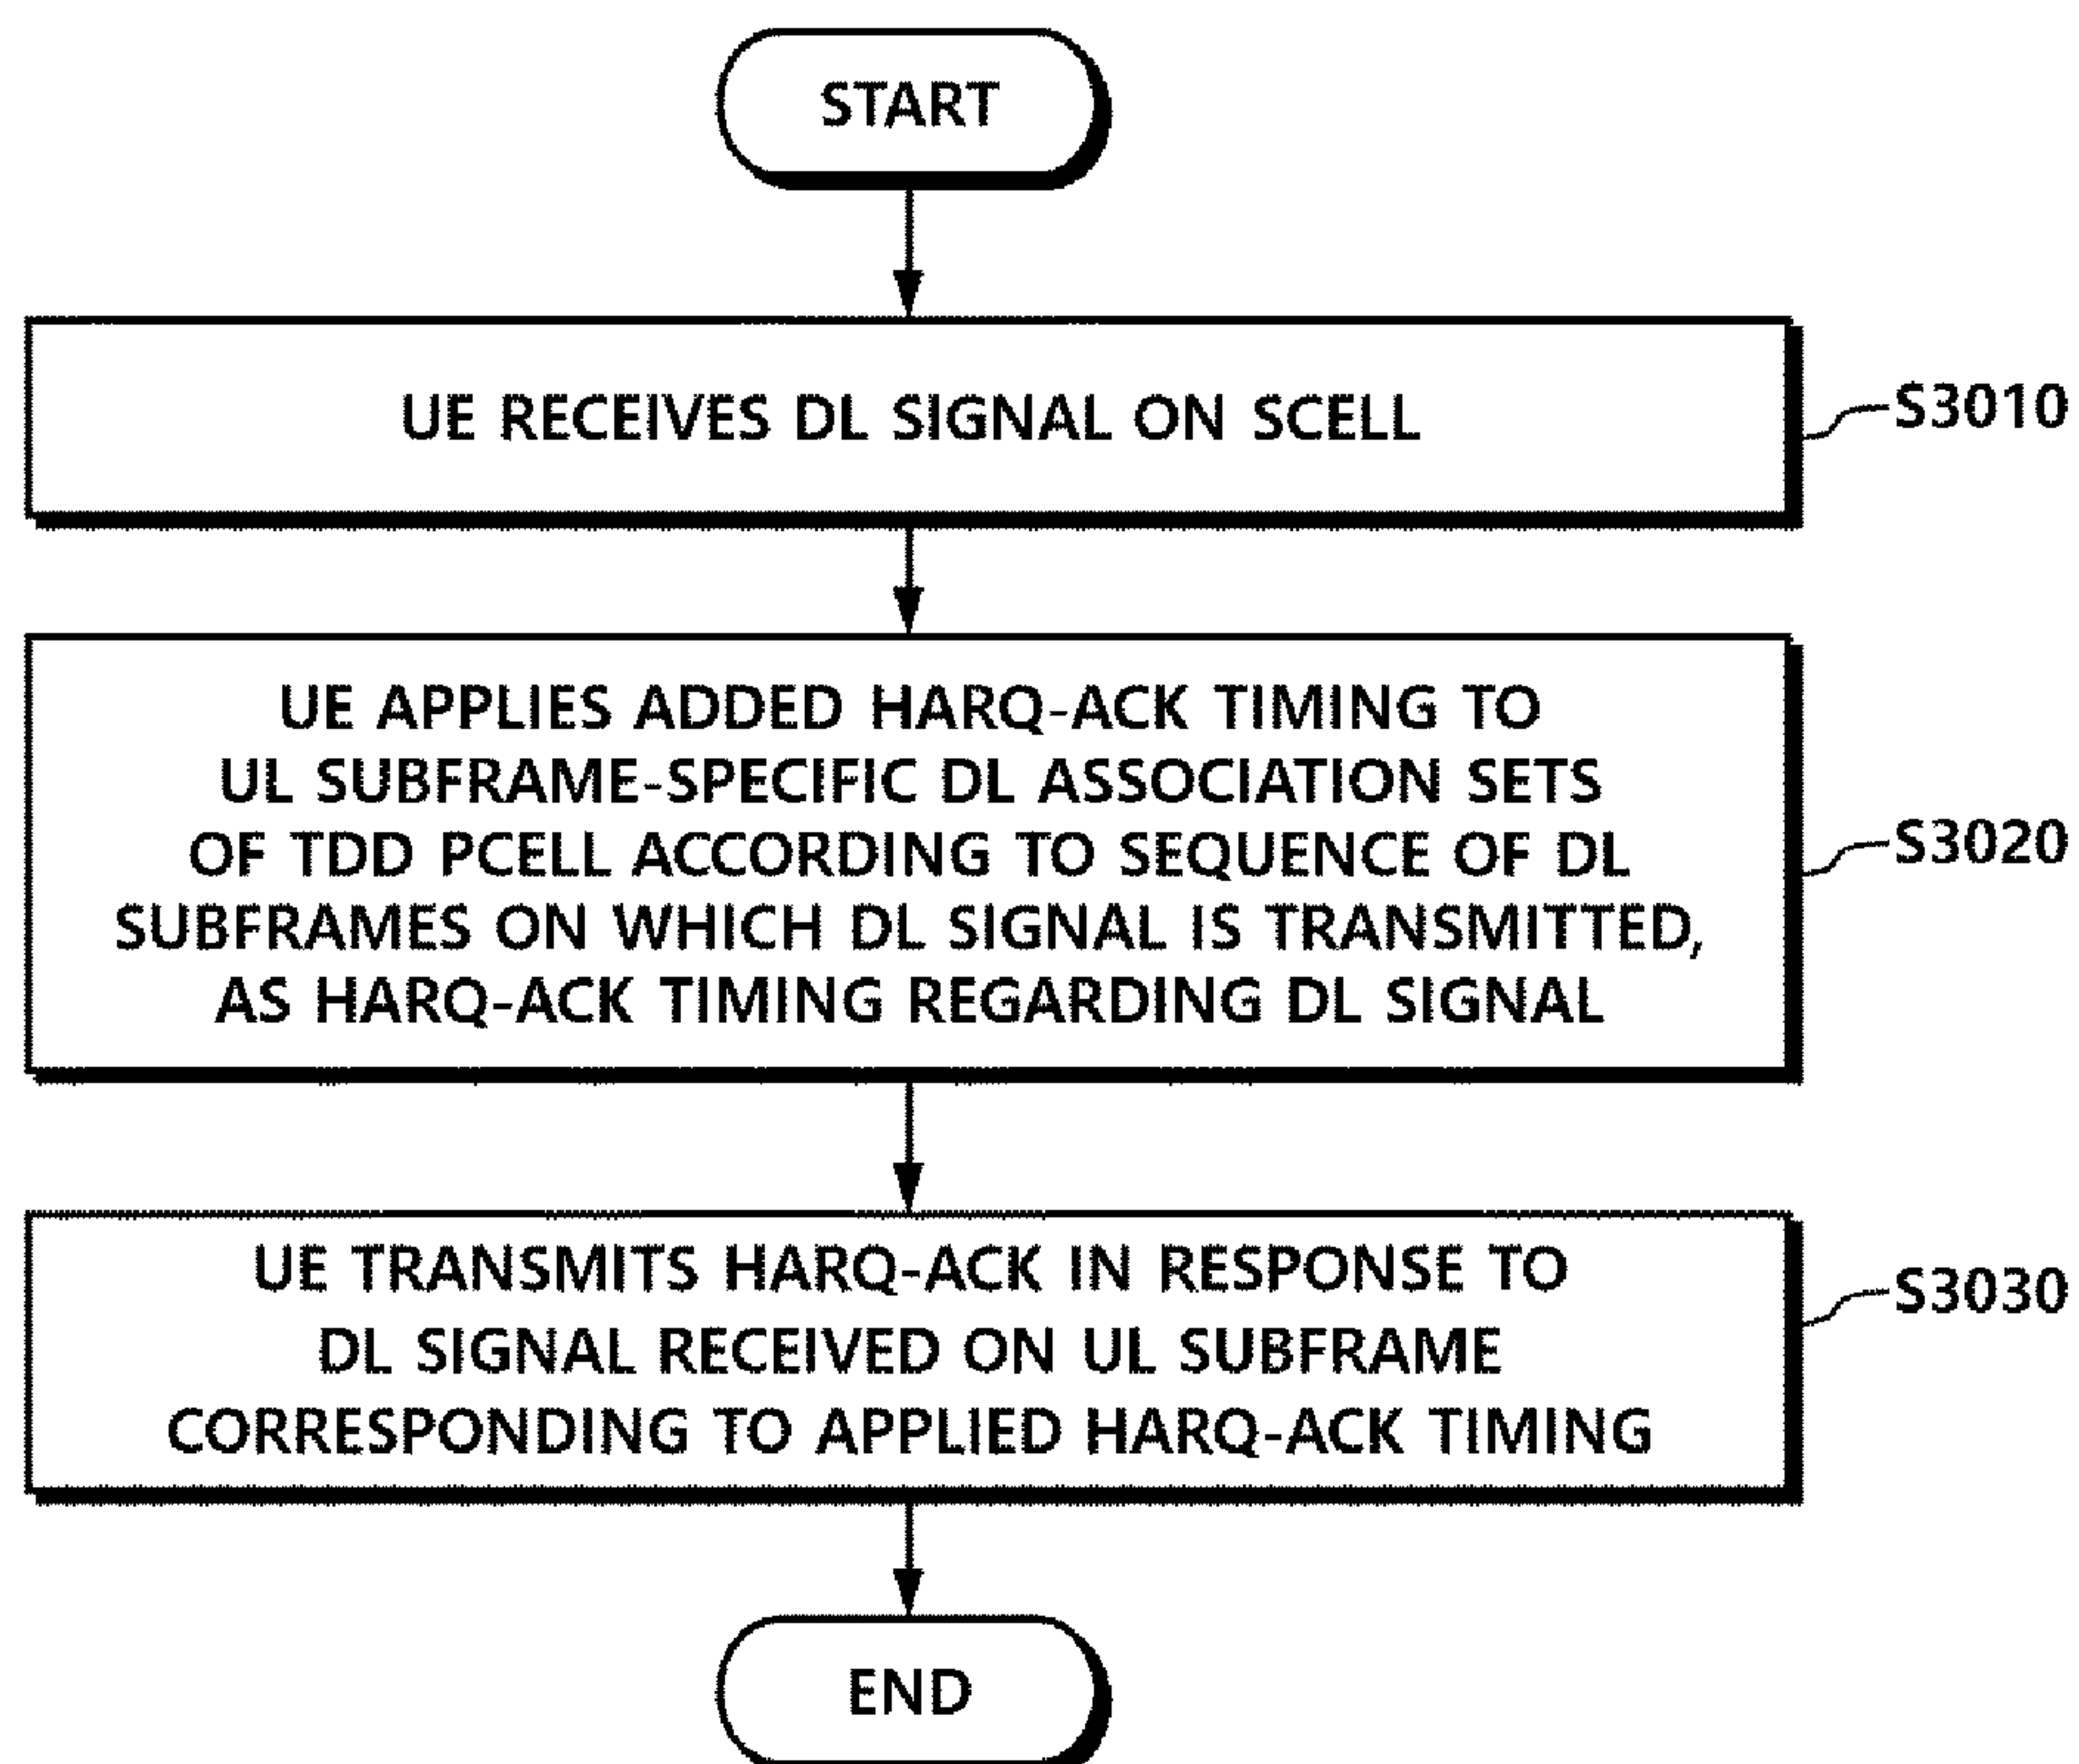 START
UE RECEIVES DL SIGNAL ON SCELL
S3010
UE APPLIES ADDED HARQ-ACK TIMING TO
UL SUBFRAME-SPECIFIC DL ASSOCIATION SETS
OF TDD PCELL ACCORDING TO SEQUENCE OF DL
SUBFRAMES ON WHICH DL SIGNAL IS TRANSMITTED,
AS HARQ-ACK TIMING REGARDING DL SIGNAL
S3020
UE TRANSMITS HARQ-ACK IN RESPONSE TO
DL SIGNAL RECEIVED ON UL SUBFRAME
CORRESPONDING TO APPLIED HARQ-ACK TIMING
S3030
END